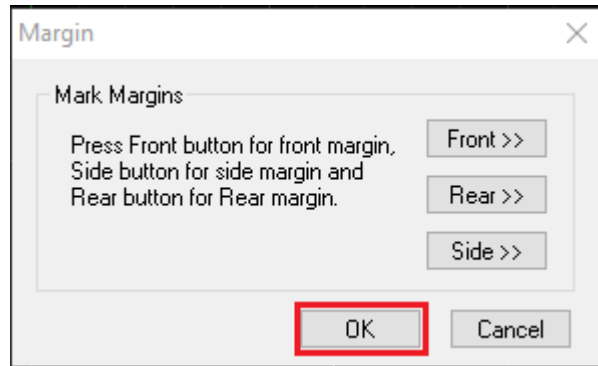 Margin
Mark Margins
Press Front button for front margin,
Side button for side margin and
Rear button for Rear margin.
Front >>
Rear >>
Side >>
OK
Cancel